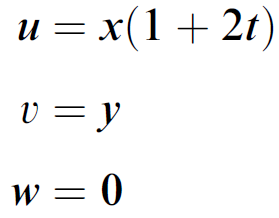 u = x(1 + 2t)
v = y
w = 0